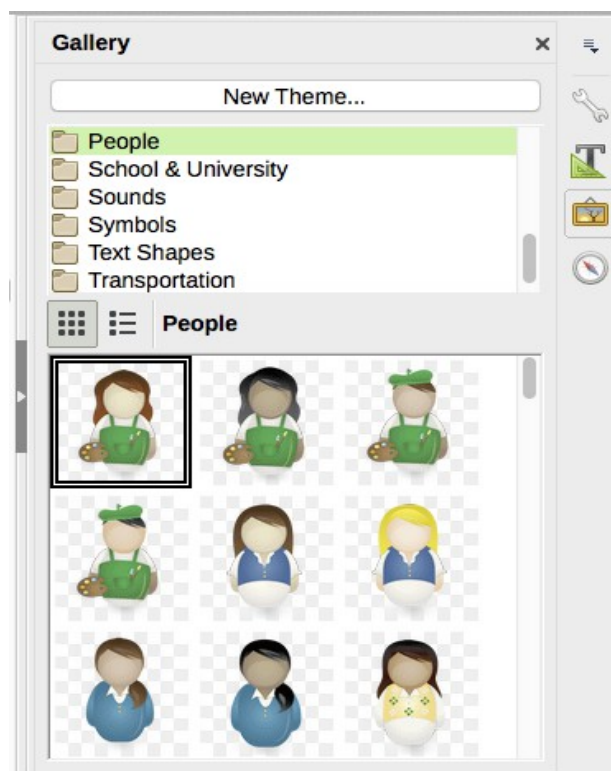 Gallery
New Theme...
People
School & University
Sounds
Symbols
Text Shapes
Transportation
People